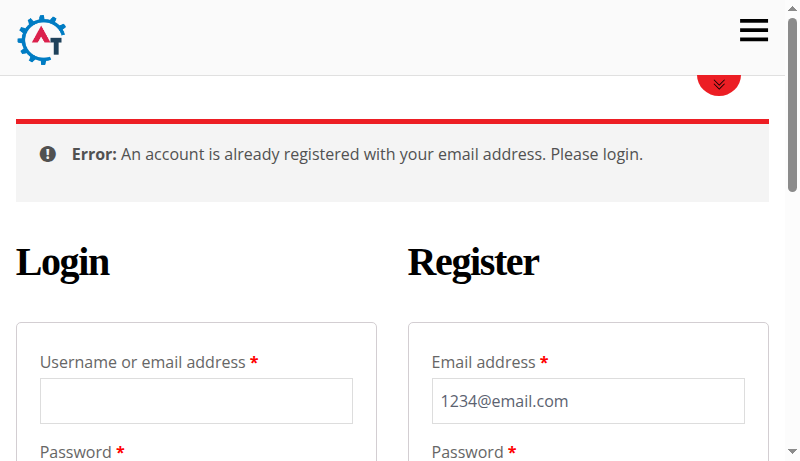 AT
Error: An account is already registered with your email address. Please login.
Login
Register
Username or email address *
Email address *
1234@email.com
Password *
Password *